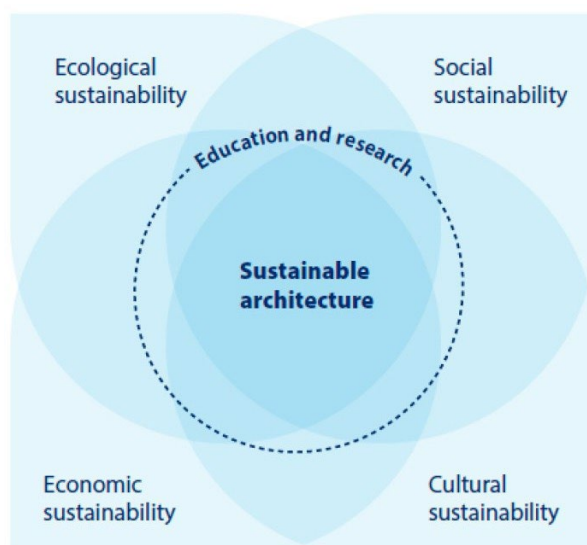 Ecological
sustainability
Social
sustainability
Education and research
Sustainable
architecture
Economic
sustainability
Cultural
sustainability